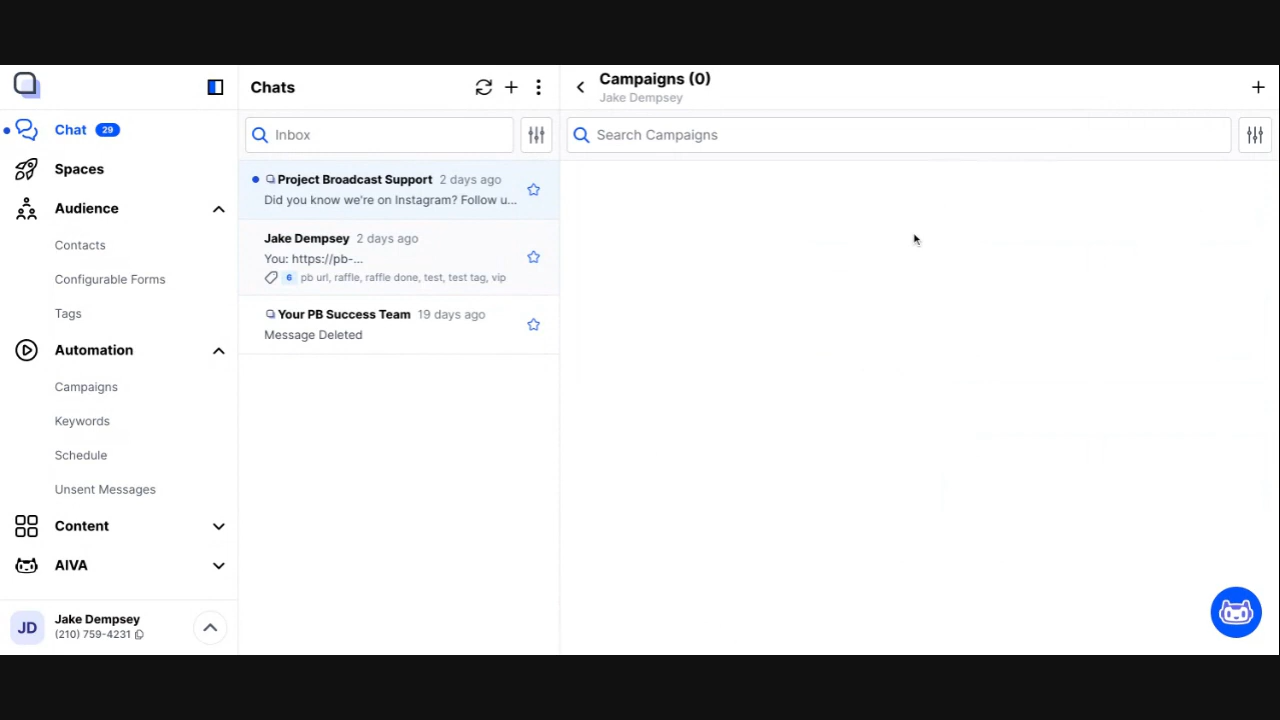 Chat 29
Spaces
Audience
Contacts
Configurable Forms
Tags
Automation
Campaigns
Keywords
Schedule
Unsent Messages
Content
AIVA
JD
Jake Dempsey
(210) 759-4231
Chats
Inbox
Project Broadcast Support 2 days ago
Did you know we're on Instagram? Follow u...
Jake Dempsey 2 days ago
You: https://pb-...
6 pb url, raffle, raffle done, test, test tag, vip
Your PB Success Team 19 days ago
Message Deleted
Campaigns (0)
Jake Dempsey
Search Campaigns